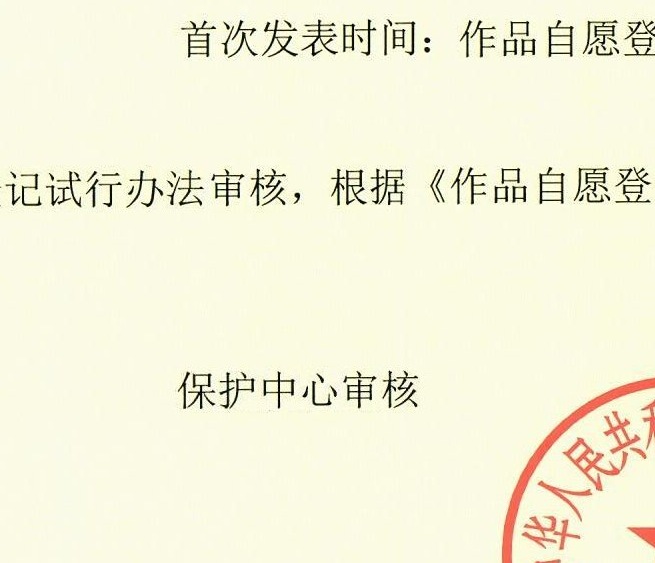 首次发表时间：作品自愿登
记试行办法审核，根据《作品自愿登
保护中心审核
华人民共和